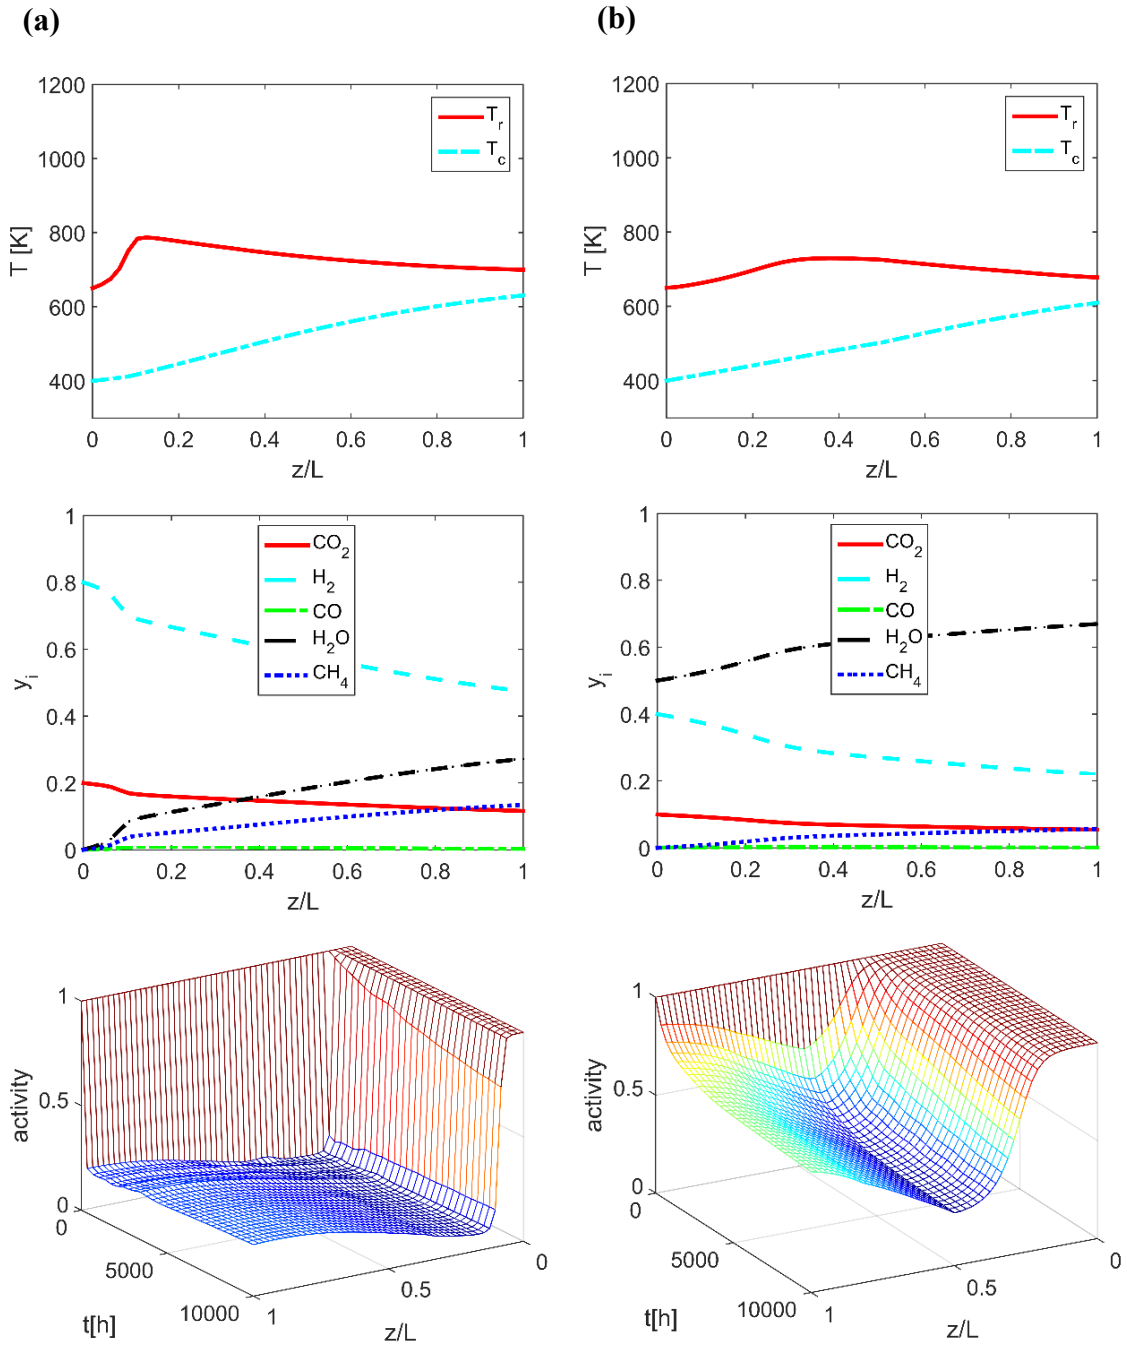 (a)
(b)
1200
1000
800
600
400
T [K]
T_r
T_c
0
0.2
0.4
0.6
0.8
1
z/L
1200
1000
800
600
400
T [K]
T_r
T_c
0
0.2
0.4
0.6
0.8
1
z/L
1
0.8
0.6
0.4
0.2
0
y_i
CO_2
H_2
CO
H_2O
CH_4
0
0.2
0.4
0.6
0.8
1
z/L
1
0.8
0.6
0.4
0.2
0
y_i
CO_2
H_2
CO
H_2O
CH_4
0
0.2
0.4
0.6
0.8
1
z/L
1
0.5
0
activity
0
5000
10000
t[h]
1
0.5
0
z/L
1
0.5
0
activity
0
5000
10000
t[h]
1
0.5
0
z/L